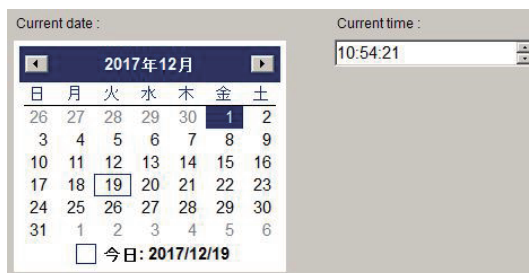 Current date :
Current time :
2017年12月
10:54:21
日 月 火 水 木 金 土
26 27 28 29 30 1 2
3 4 5 6 7 8 9
10 11 12 13 14 15 16
17 18 19 20 21 22 23
24 25 26 27 28 29 30
31 1 2 3 4 5 6
今日: 2017/12/19